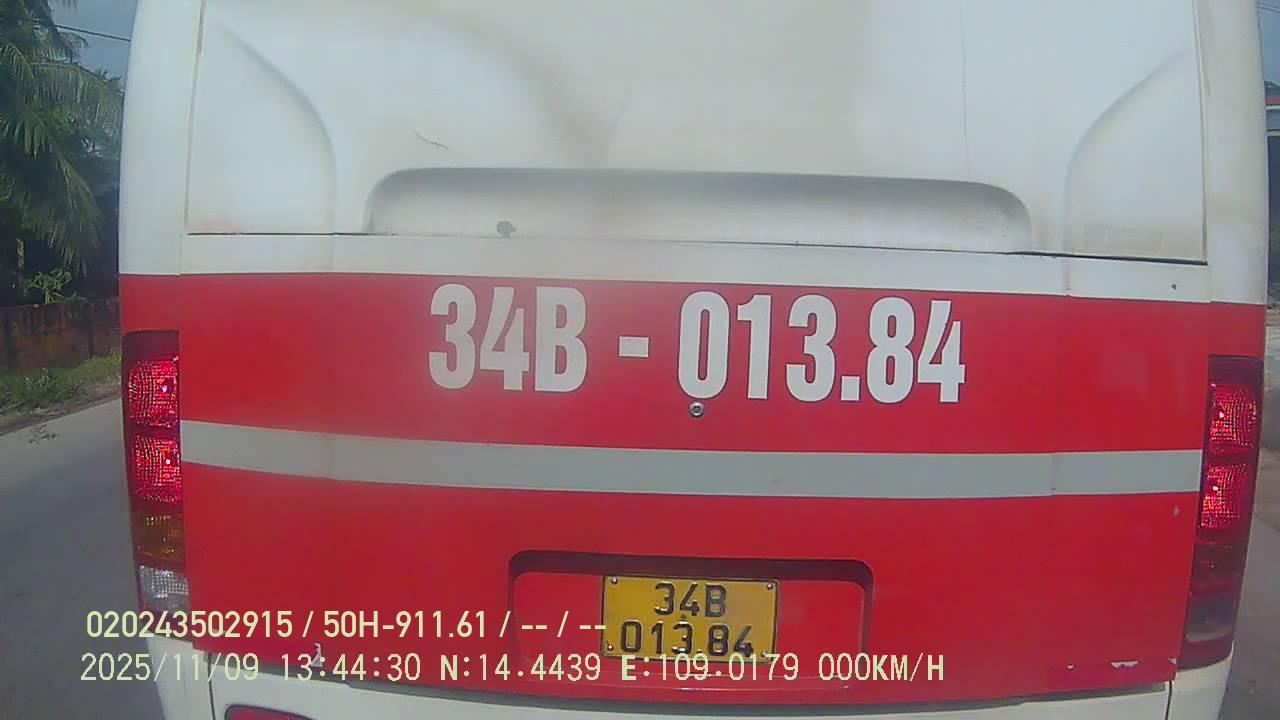 34B - 013.84
34B
013.84
020243502915 / 50H-911.61 / -- / --
2025/11/09 13:44:30 N:14.4439 E:109.0179 000KM/H